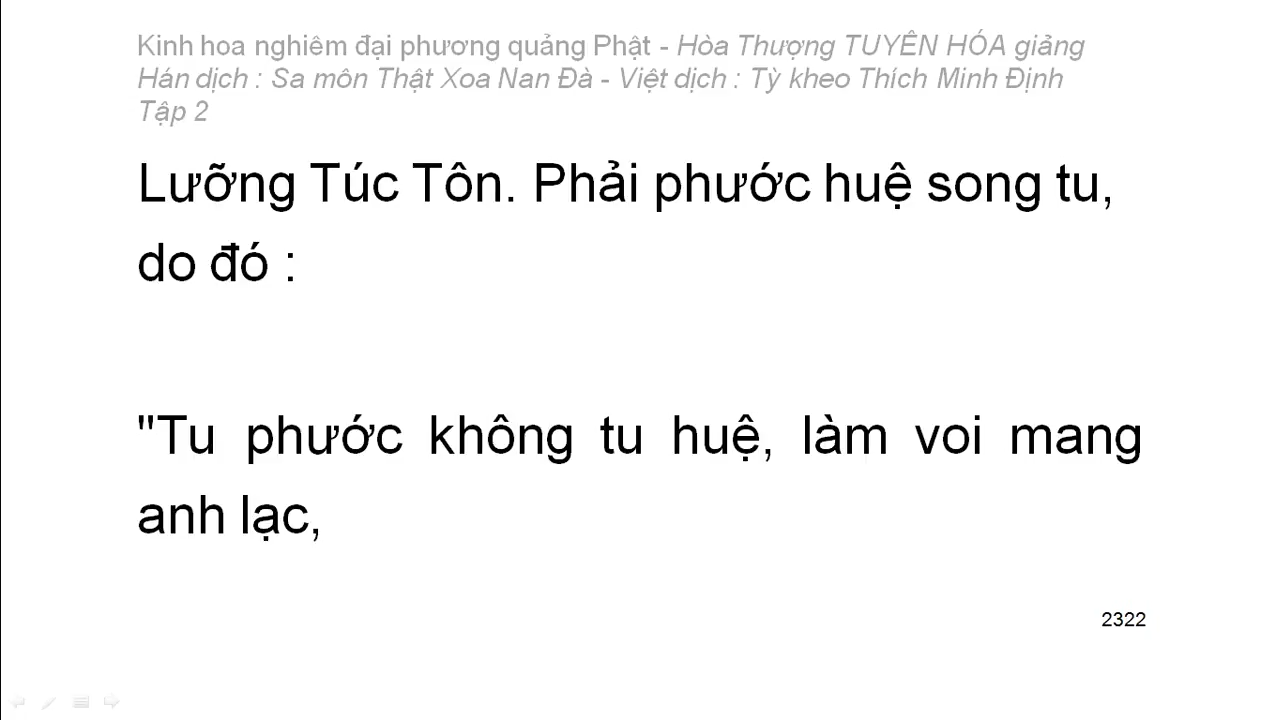 Kinh hoa nghiêm đại phương quảng Phật - Hòa Thượng TUYÊN HÓA giảng
Hán dịch : Sa môn Thật Xoa Nan Đà - Việt dịch : Tỳ kheo Thích Minh Định
Tập 2
Lưỡng Túc Tôn. Phải phước huệ song tu,
do đó :
"Tu phước không tu huệ, làm voi mang
anh lạc,
2322